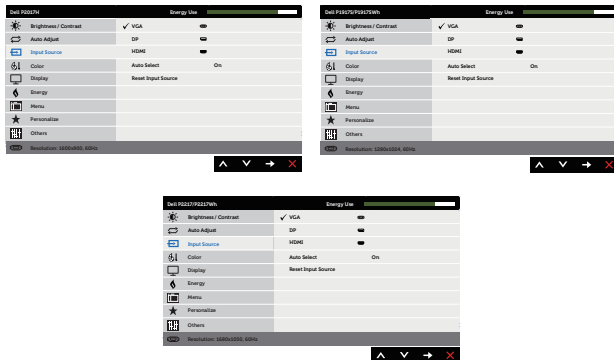 Dell P2017H Energy Use
Brightness / Contrast VGA
Auto Adjust DP
Input Source HDMI
Color Auto Select On
Display Reset Input Source
Energy
Menu
Personalize
Others
Resolution: 1600x900, 60Hz
Dell P1917S/P1917SWh Energy Use
Brightness / Contrast VGA
Auto Adjust DP
Input Source HDMI
Color Auto Select On
Display Reset Input Source
Energy
Menu
Personalize
Others
Resolution: 1280x1024, 60Hz
Dell P2217/P2217Wh Energy Use
Brightness / Contrast VGA
Auto Adjust DP
Input Source HDMI
Color Auto Select On
Display Reset Input Source
Energy
Menu
Personalize
Others
Resolution: 1680x1050, 60Hz